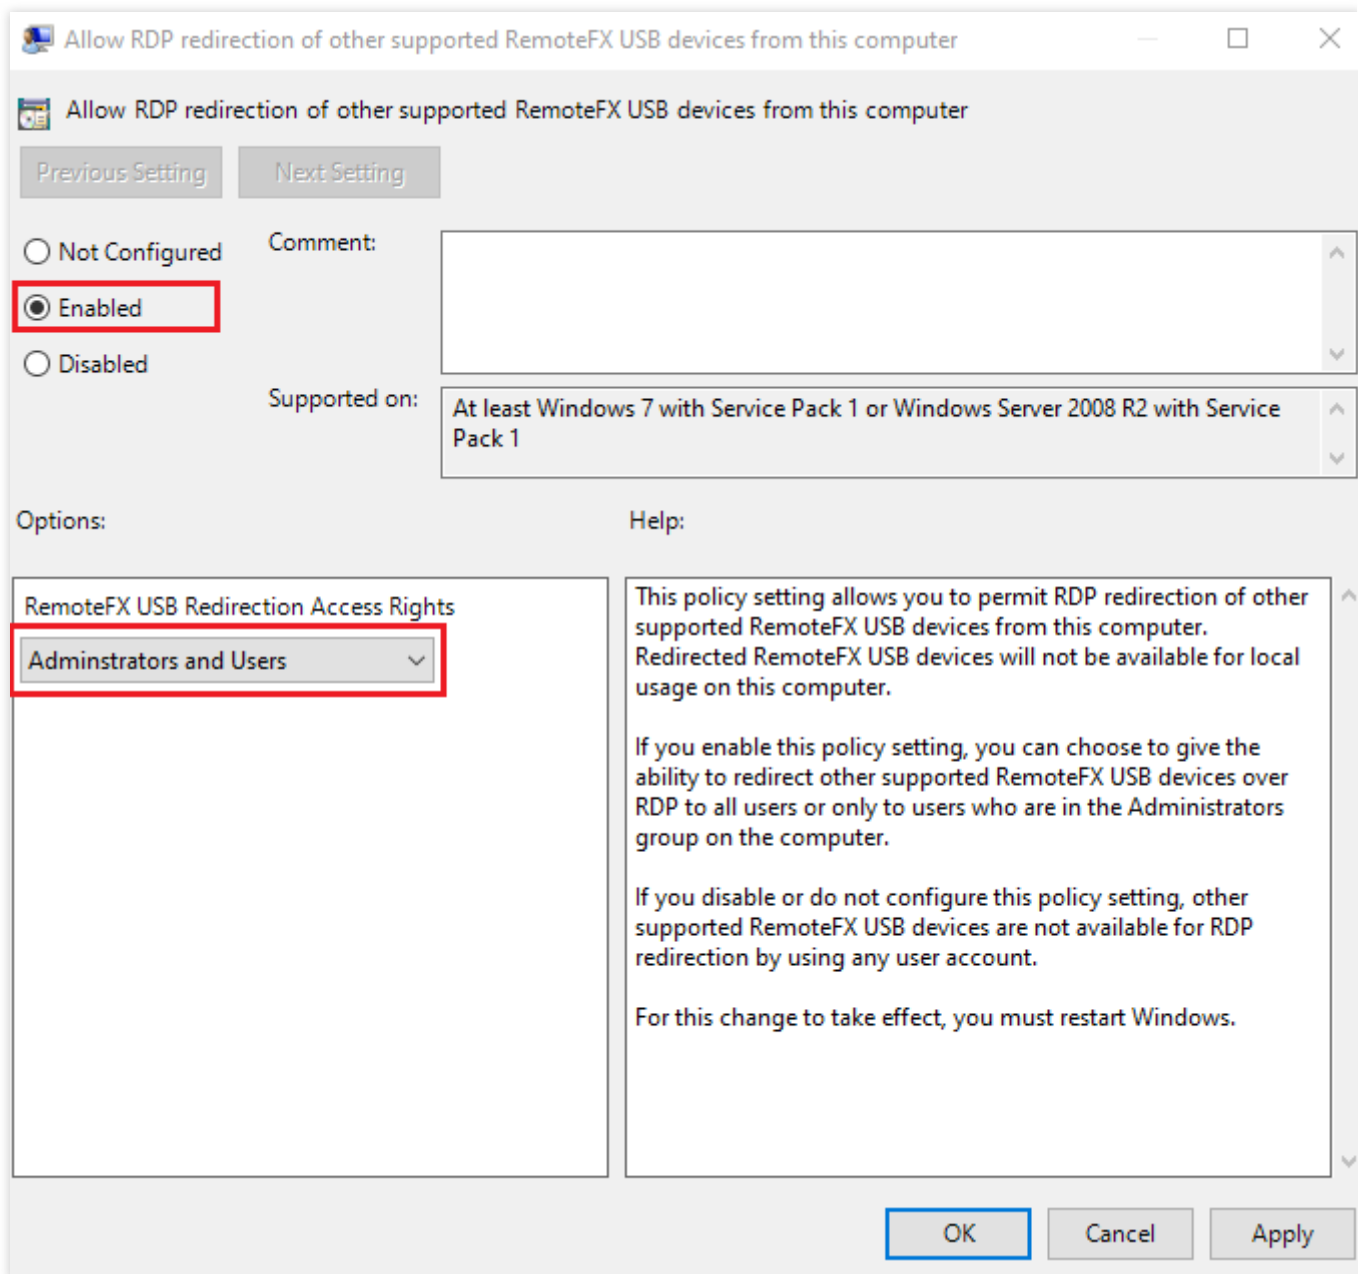 Allow RDP redirection of other supported RemoteFX USB devices from this computer
Allow RDP redirection of other supported RemoteFX USB devices from this computer
Previous Setting
Next Setting
Not Configured
Enabled
Disabled
Comment:
Supported on:
At least Windows 7 with Service Pack 1 or Windows Server 2008 R2 with Service
Pack 1
Options:
Help:
RemoteFX USB Redirection Access Rights
Adminstrators and Users
This policy setting allows you to permit RDP redirection of other
supported RemoteFX USB devices from this computer.
Redirected RemoteFX USB devices will not be available for local
usage on this computer.
If you enable this policy setting, you can choose to give the
ability to redirect other supported RemoteFX USB devices over
RDP to all users or only to users who are in the Administrators
group on the computer.
If you disable or do not configure this policy setting, other
supported RemoteFX USB devices are not available for RDP
redirection by using any user account.
For this change to take effect, you must restart Windows.
OK
Cancel
Apply